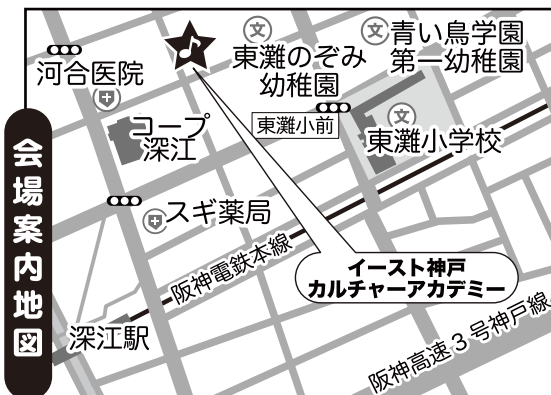 会場案内地図
河合医院
東灘のぞみ
幼稚園
青い鳥学園
第一幼稚園
文
文
コープ
深江
東灘小前
文
東灘小学校
スギ薬局
阪神電鉄本線
イースト神戸
カルチャーアカデミー
深江駅
阪神高速3号神戸線